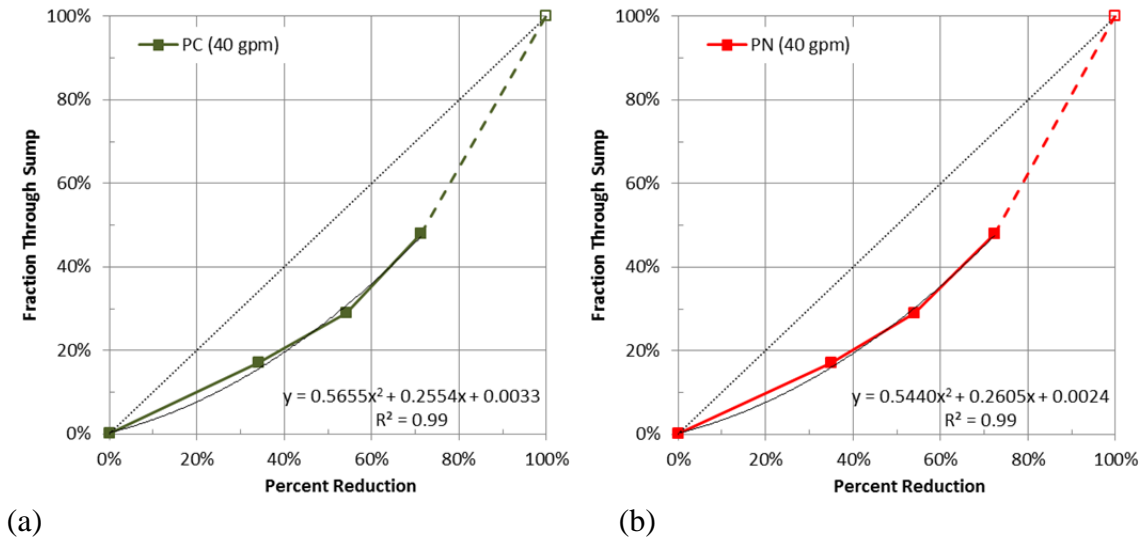 100%
80%
60%
40%
20%
0%
Fraction Through Sump
PC (40 gpm)
y = 0.5655x² + 0.2554x + 0.0033
R² = 0.99
0% 20% 40% 60% 80% 100%
Percent Reduction
(a)
100%
80%
60%
40%
20%
0%
Fraction Through Sump
PN (40 gpm)
y = 0.5440x² + 0.2605x + 0.0024
R² = 0.99
0% 20% 40% 60% 80% 100%
Percent Reduction
(b)